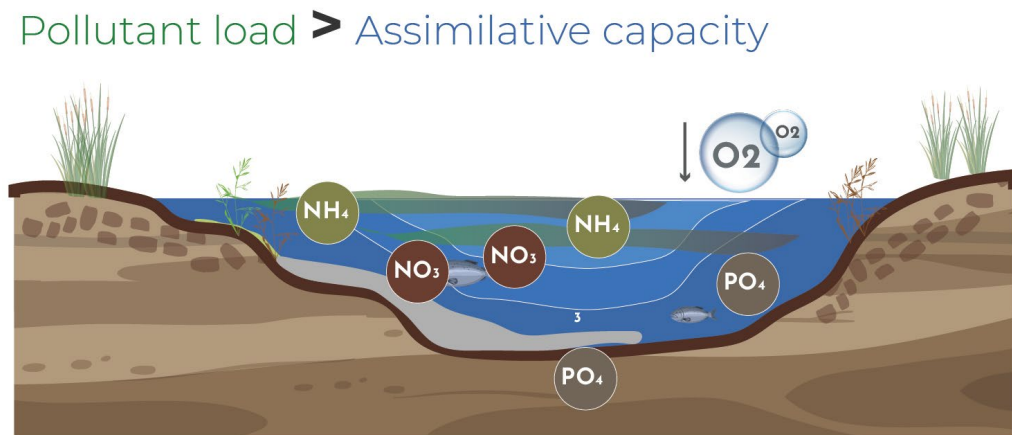 Pollutant load > Assimilative capacity
O2
O2
NH₄
NH₄
NO₃
NO₃
PO₄
3
PO₄